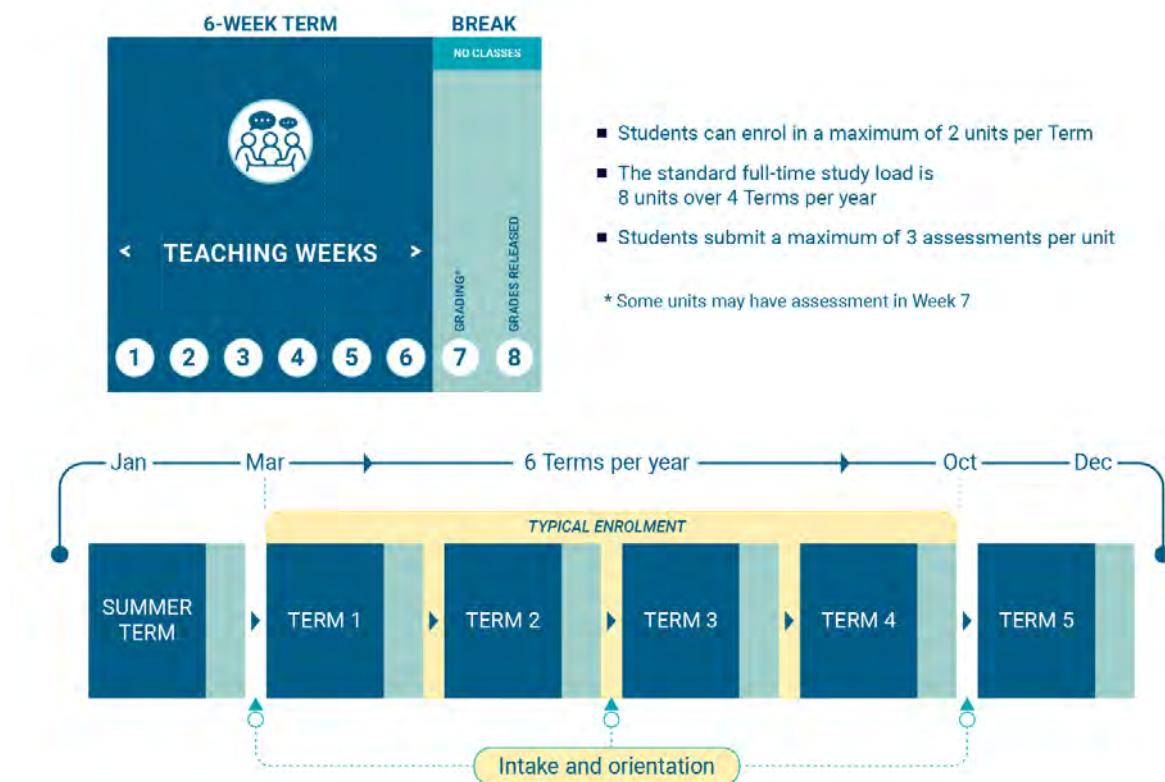 6-WEEK TERM
BREAK
NO CLASSES
■ Students can enrol in a maximum of 2 units per Term
■ The standard full-time study load is
8 units over 4 Terms per year
■ Students submit a maximum of 3 assessments per unit
* Some units may have assessment in Week 7
< TEACHING WEEKS >
GRADING*
GRADES RELEASED
1 2 3 4 5 6 7 8
Jan Mar 6 Terms per year Oct Dec
TYPICAL ENROLMENT
SUMMER
TERM
TERM 1
TERM 2
TERM 3
TERM 4
TERM 5
Intake and orientation